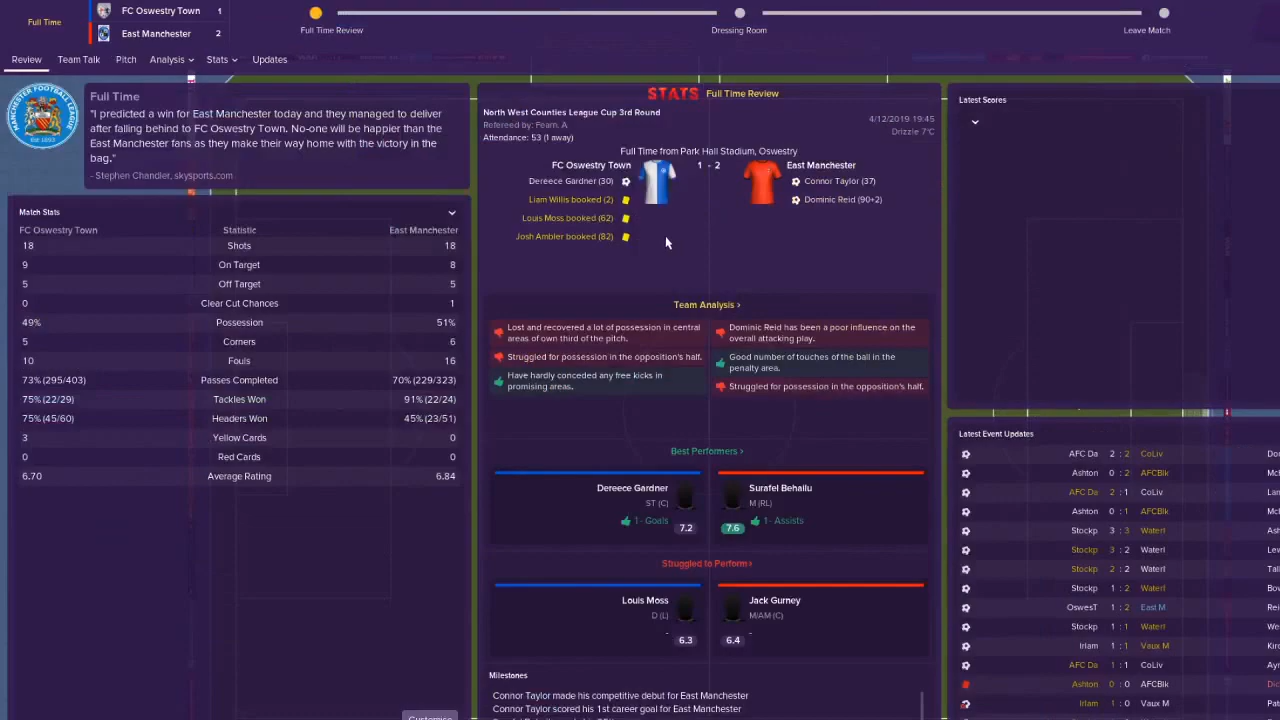 Full Time
FC Oswestry Town 1
East Manchester 2
Full Time Review
Dressing Room
Leave Match
Review Team Talk Pitch Analysis Stats Updates
MANCHESTER FOOTBALL LEAGUE
Full Time
"I predicted a win for East Manchester today and they managed to deliver
after falling behind to FC Oswestry Town. No-one will be happier than the
East Manchester fans as they make their way home with the victory in the
bag."
- Stephen Chandler, skysports.com
Match Stats
FC Oswestry Town Statistic East Manchester
18 Shots 18
9 On Target 8
5 Off Target 5
0 Clear Cut Chances 1
49% Possession 51%
5 Corners 6
10 Fouls 16
73% (295/403) Passes Completed 70% (229/323)
75% (22/29) Tackles Won 91% (22/24)
75% (45/60) Headers Won 45% (23/51)
3 Yellow Cards 0
0 Red Cards 0
6.70 Average Rating 6.84
Customise
STATS Full Time Review
North West Counties League Cup 3rd Round
Refereed by: Fearn. A
Attendance: 53 (1 away)
4/12/2019 19:45
Drizzle 7°C
Full Time from Park Hall Stadium, Oswestry
FC Oswestry Town 1 - 2 East Manchester
Dereece Gardner (30)
Liam Willis booked (2)
Louis Moss booked (62)
Josh Ambler booked (82)
Connor Taylor (37)
Dominic Reid (90+2)
Team Analysis >
Lost and recovered a lot of possession in central
areas of own third of the pitch.
Struggled for possession in the opposition's half.
Have hardly conceded any free kicks in
promising areas.
Dominic Reid has been a poor influence on the
overall attacking play.
Good number of touches of the ball in the
penalty area.
Struggled for possession in the opposition's half.
Best Performers >
Dereece Gardner
ST (C)
1 - Goals
7.2
Surafel Behailu
M (RL)
7.6 1 - Assists
Struggled to Perform >
Louis Moss
D (L)
-
6.3
Jack Gurney
M/AM (C)
-
6.4
Milestones
Connor Taylor made his competitive debut for East Manchester
Connor Taylor scored his 1st career goal for East Manchester
Latest Scores
Latest Event Updates
AFC Da 2 : 2 CoLiv Do
Ashton 0 : 2 AFCBlk Mc
AFC Da 2 : 1 CoLiv Lar
Ashton 0 : 1 AFCBlk Mc
Stockp 3 : 3 Waterl Ash
Stockp 3 : 2 Waterl Lew
Stockp 2 : 2 Waterl Tal
Stockp 1 : 2 Waterl Bov
OswesT 1 : 2 East M Rei
Stockp 1 : 1 Waterl We
Irlam 1 : 1 Vaux M Kirc
AFC Da 1 : 1 CoLiv Ayr
Ashton 0 : 0 AFCBlk Dic
Irlam 1 : 0 Vaux M Pat